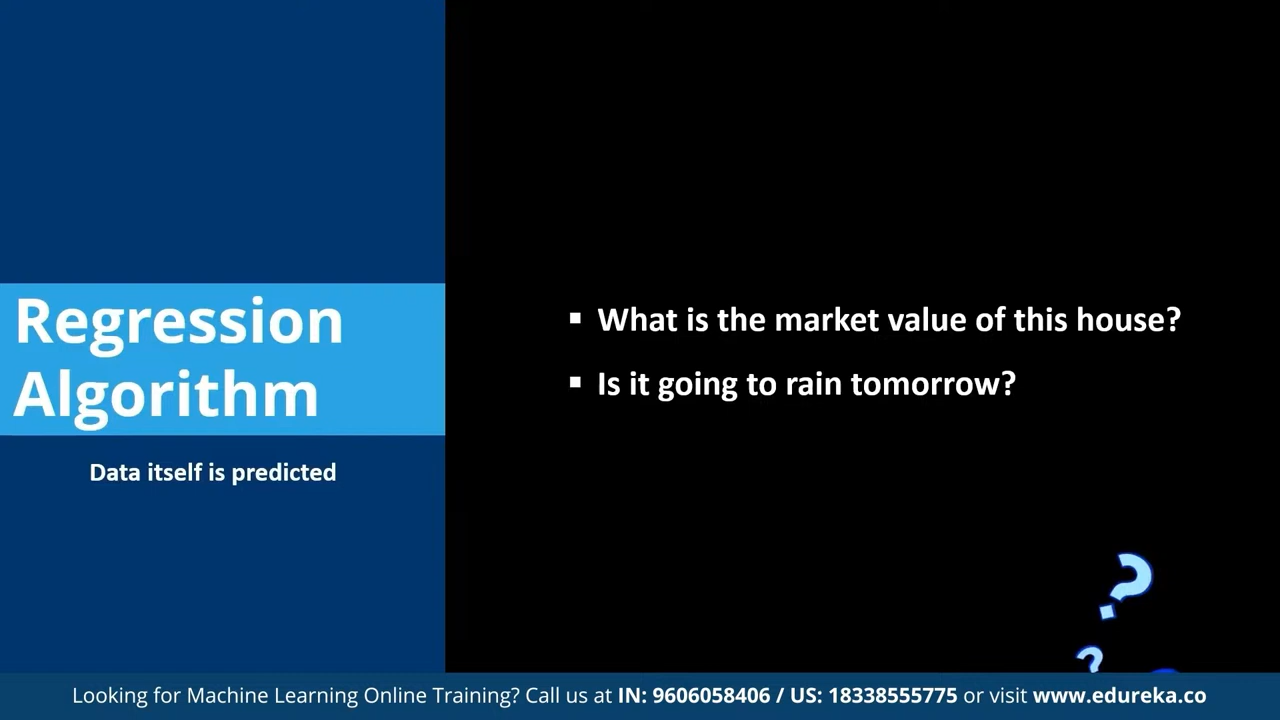 Regression
Algorithm
Data itself is predicted
▪ What is the market value of this house?
▪ Is it going to rain tomorrow?
? 
?
Looking for Machine Learning Online Training? Call us at IN: 9606058406 / US: 18338555775 or visit www.edureka.co